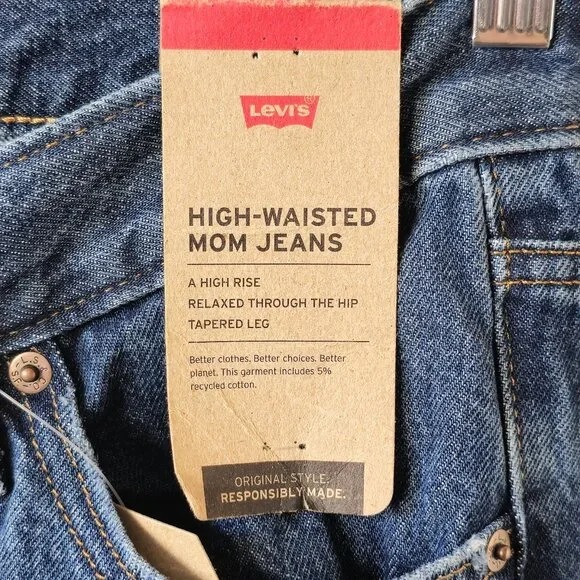 Levi's®
HIGH-WAISTED
MOM JEANS
A HIGH RISE
RELAXED THROUGH THE HIP
TAPERED LEG
Better clothes. Better choices. Better
planet. This garment includes 5%
recycled cotton.
ORIGINAL STYLE.
RESPONSIBLY MADE.